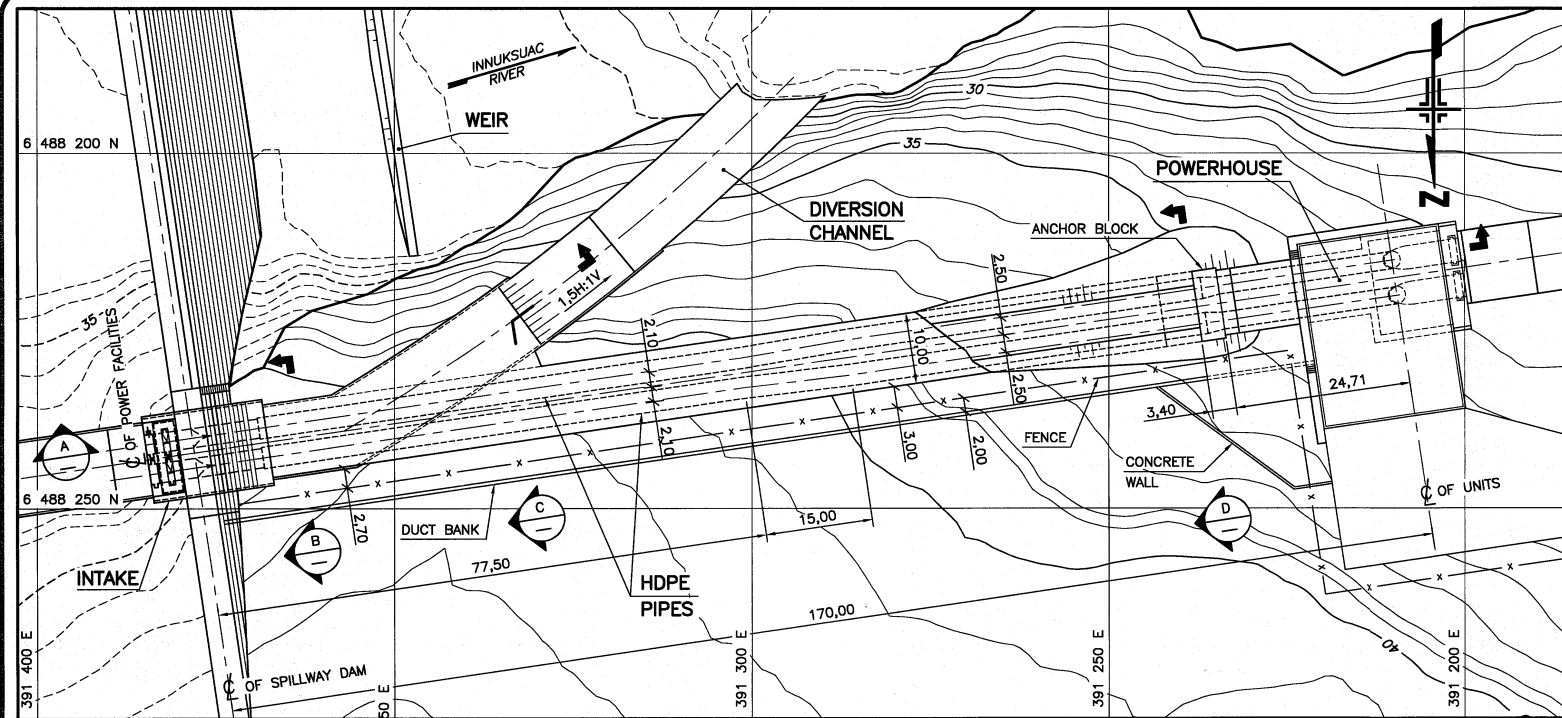 INNUKSUAC
RIVER
WEIR
6 488 200 N
30
35
POWERHOUSE
N
DIVERSION
CHANNEL
ANCHOR BLOCK
1,5H:1V
2,50
35
℄ OF POWER FACILITIES
2,10
10,00
2,50
24,71
3,40
A
2,10
3,00
2,00
FENCE
CONCRETE
WALL
6 488 250 N
℄ OF UNITS
2,70
DUCT BANK
C
15,00
D
B
INTAKE
77,50
HDPE
PIPES
170,00
391 400 E
℄ OF SPILLWAY DAM
50 E
391 300 E
391 250 E
40
391 200 E